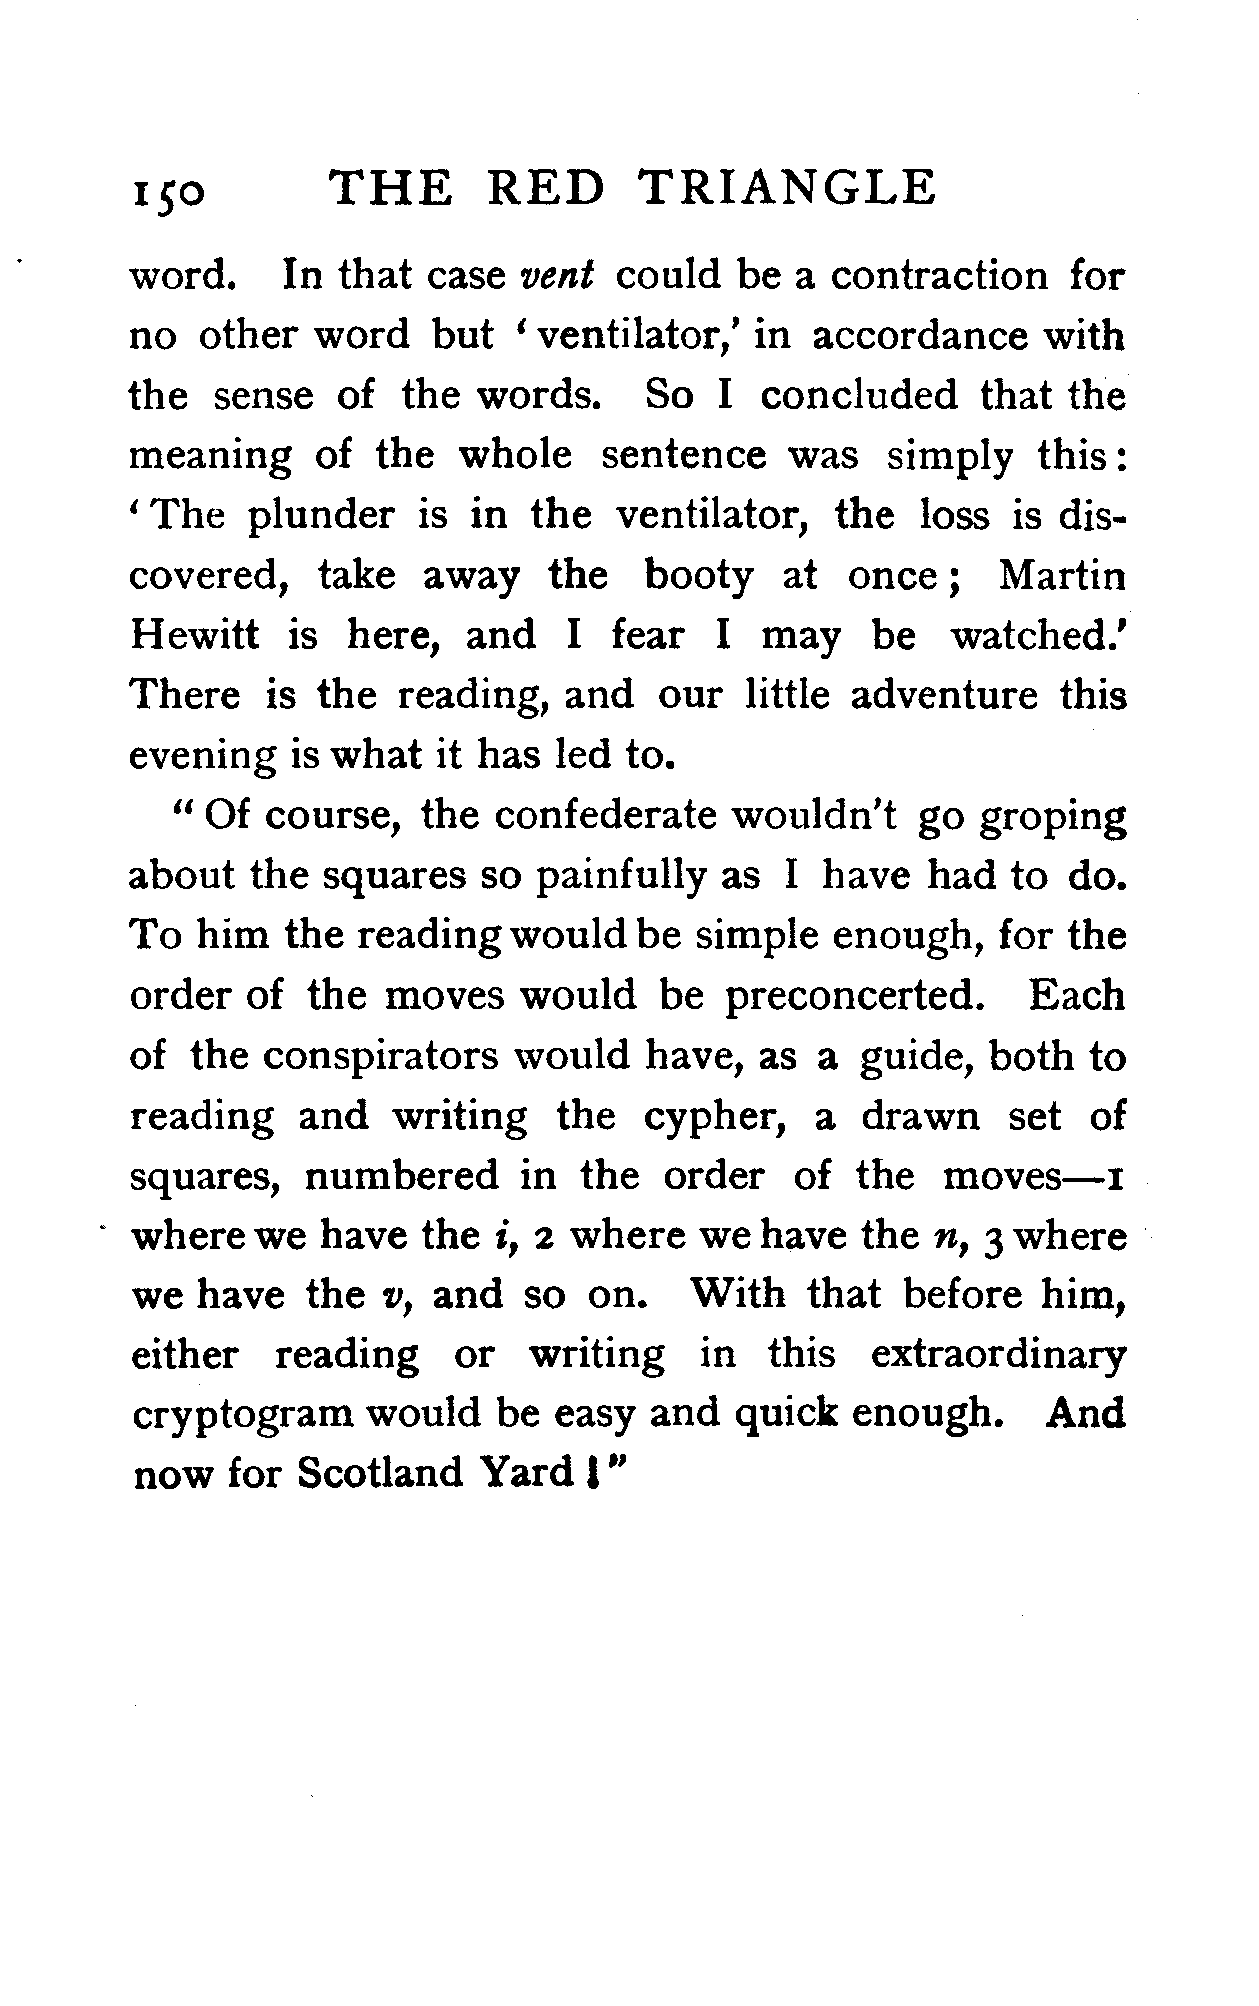 150 THE RED TRIANGLE
word. In that case vent could be a contraction for
no other word but ‘ventilator,’ in accordance with
the sense of the words. So I concluded that the
meaning of the whole sentence was simply this:
‘The plunder is in the ventilator, the loss is dis-
covered, take away the booty at once; Martin
Hewitt is here, and I fear I may be watched.’
There is the reading, and our little adventure this
evening is what it has led to.
“Of course, the confederate wouldn’t go groping
about the squares so painfully as I have had to do.
To him the reading would be simple enough, for the
order of the moves would be preconcerted. Each
of the conspirators would have, as a guide, both to
reading and writing the cypher, a drawn set of
squares, numbered in the order of the moves—1
where we have the i, 2 where we have the n, 3 where
we have the v, and so on. With that before him,
either reading or writing in this extraordinary
cryptogram would be easy and quick enough. And
now for Scotland Yard!”